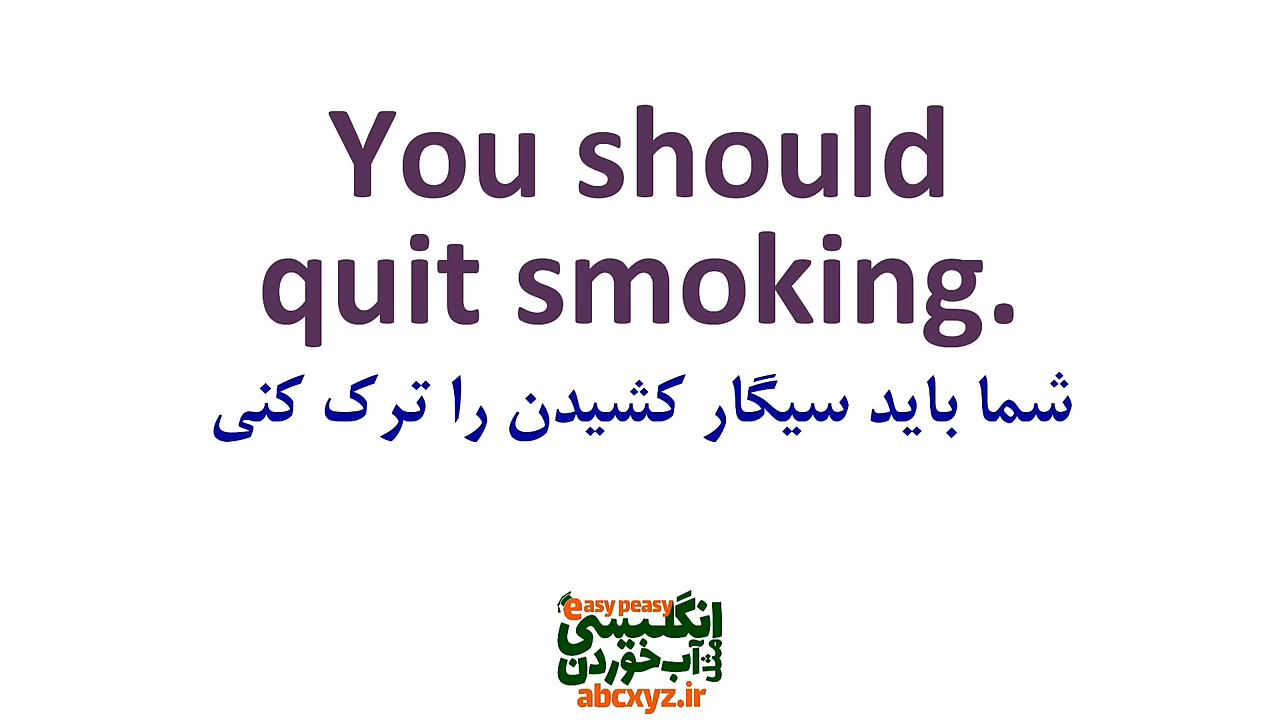 You should
quit smoking.
شما باید سیگار کشیدن را ترک کنی
easy peasy
انگلیسی
مثل آب خوردن
abcxyz.ir